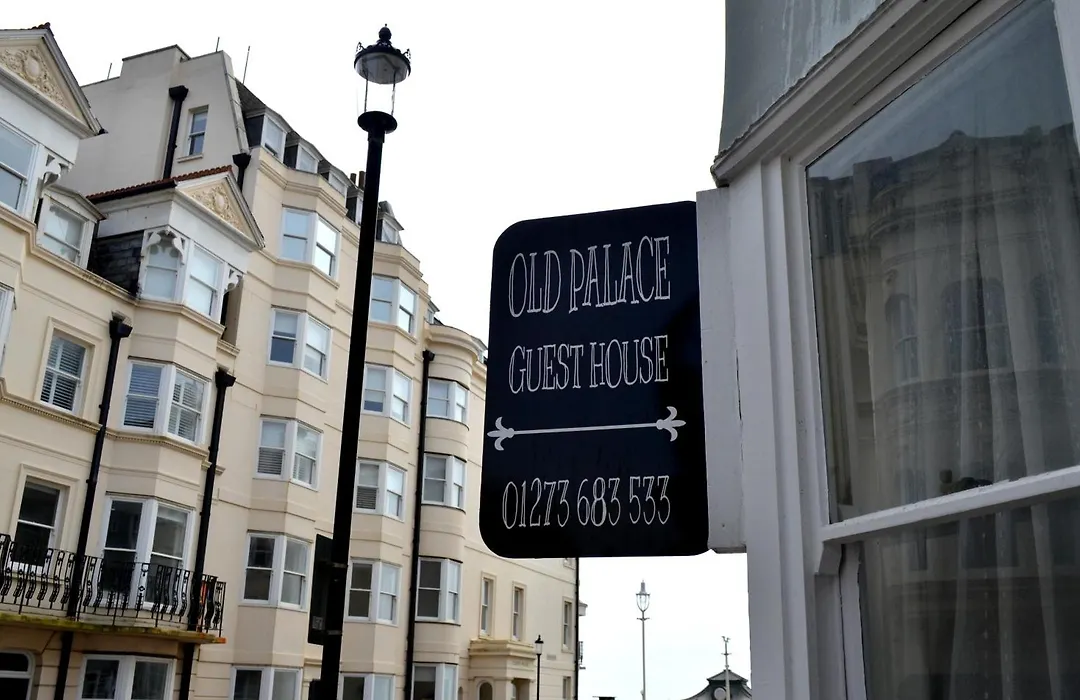 OLD PALACE
GUEST HOUSE
01273 683 533